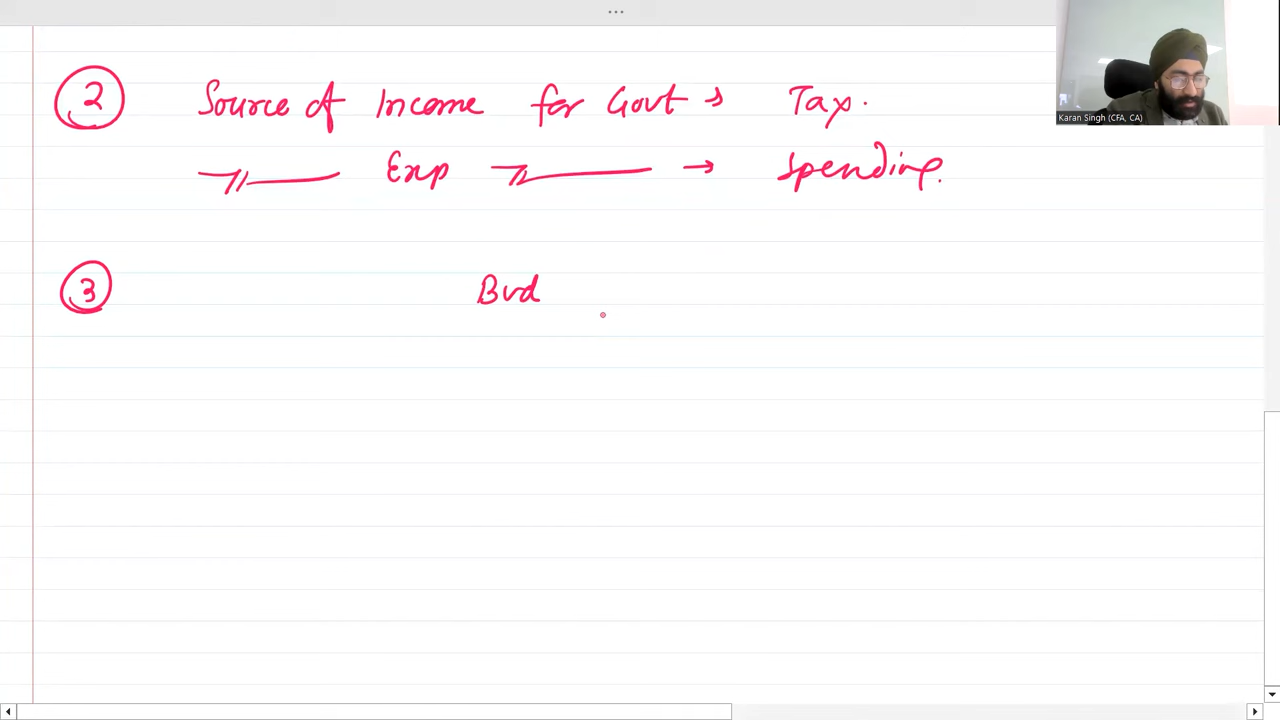 Karan Singh (CFA, CA)
2 Source of Income for Govt → Tax.
—〃— Exp —〃— → Spending.
3 Bud